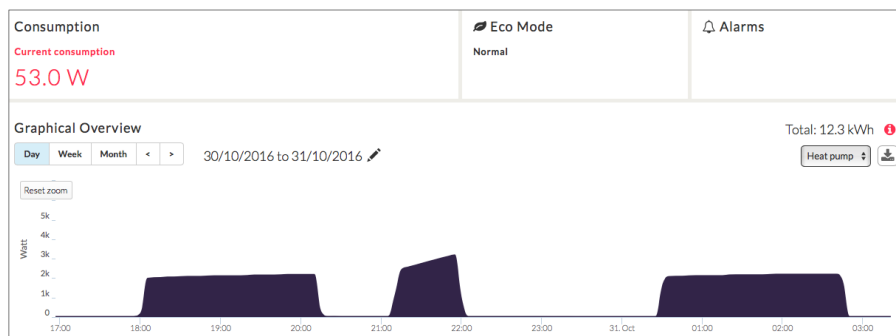 Consumption
Current consumption
53.0 W
Eco Mode
Normal
Alarms
Graphical Overview
Total: 12.3 kWh
Day Week Month < >
30/10/2016 to 31/10/2016
Heat pump
Reset zoom
5k
4k
3k
2k
1k
0
Watt
17:00 18:00 19:00 20:00 21:00 22:00 23:00 31. Oct 01:00 02:00 03:00